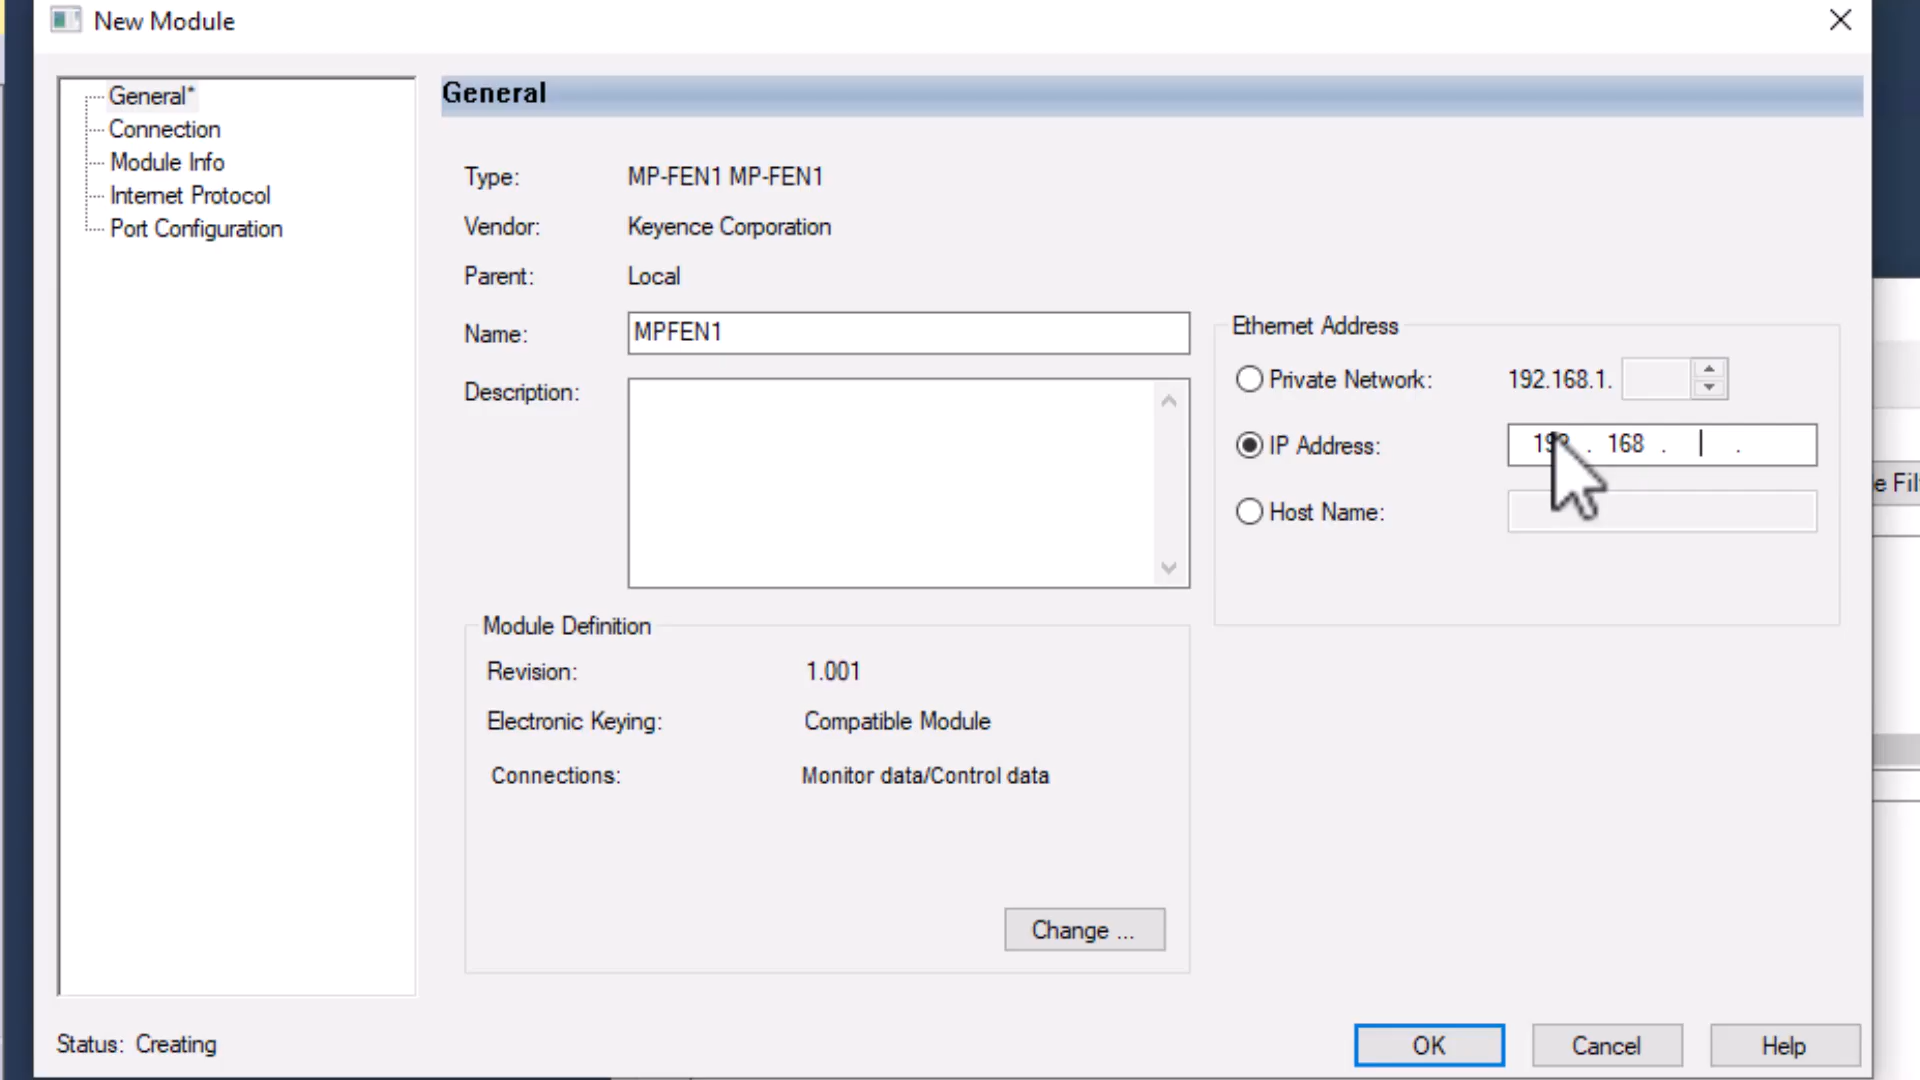 New Module
General*
Connection
Module Info
Internet Protocol
Port Configuration
General
Type: MP-FEN1 MP-FEN1
Vendor: Keyence Corporation
Parent: Local
Name: MPFEN1
Description:
Ethernet Address
Private Network: 192.168.1.
IP Address: . 168 . .
Host Name:
Module Definition
Revision: 1.001
Electronic Keying: Compatible Module
Connections: Monitor data/Control data
Change ...
Status: Creating
OK
Cancel
Help